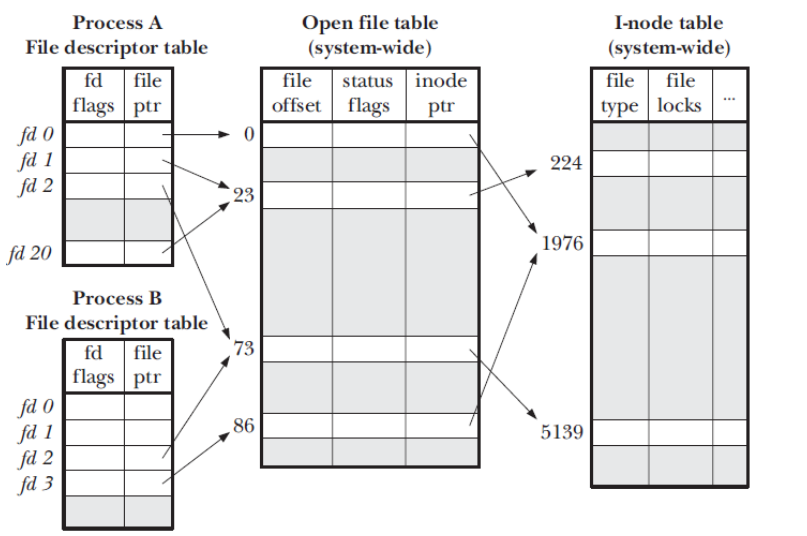 Process A
File descriptor table
fd file
flags ptr
fd 0
fd 1
fd 2
fd 20
Process B
File descriptor table
fd file
flags ptr
fd 0
fd 1
fd 2
fd 3
Open file table
(system-wide)
file status inode
offset flags ptr
0
23
73
86
I-node table
(system-wide)
file file ...
type locks
224
1976
5139